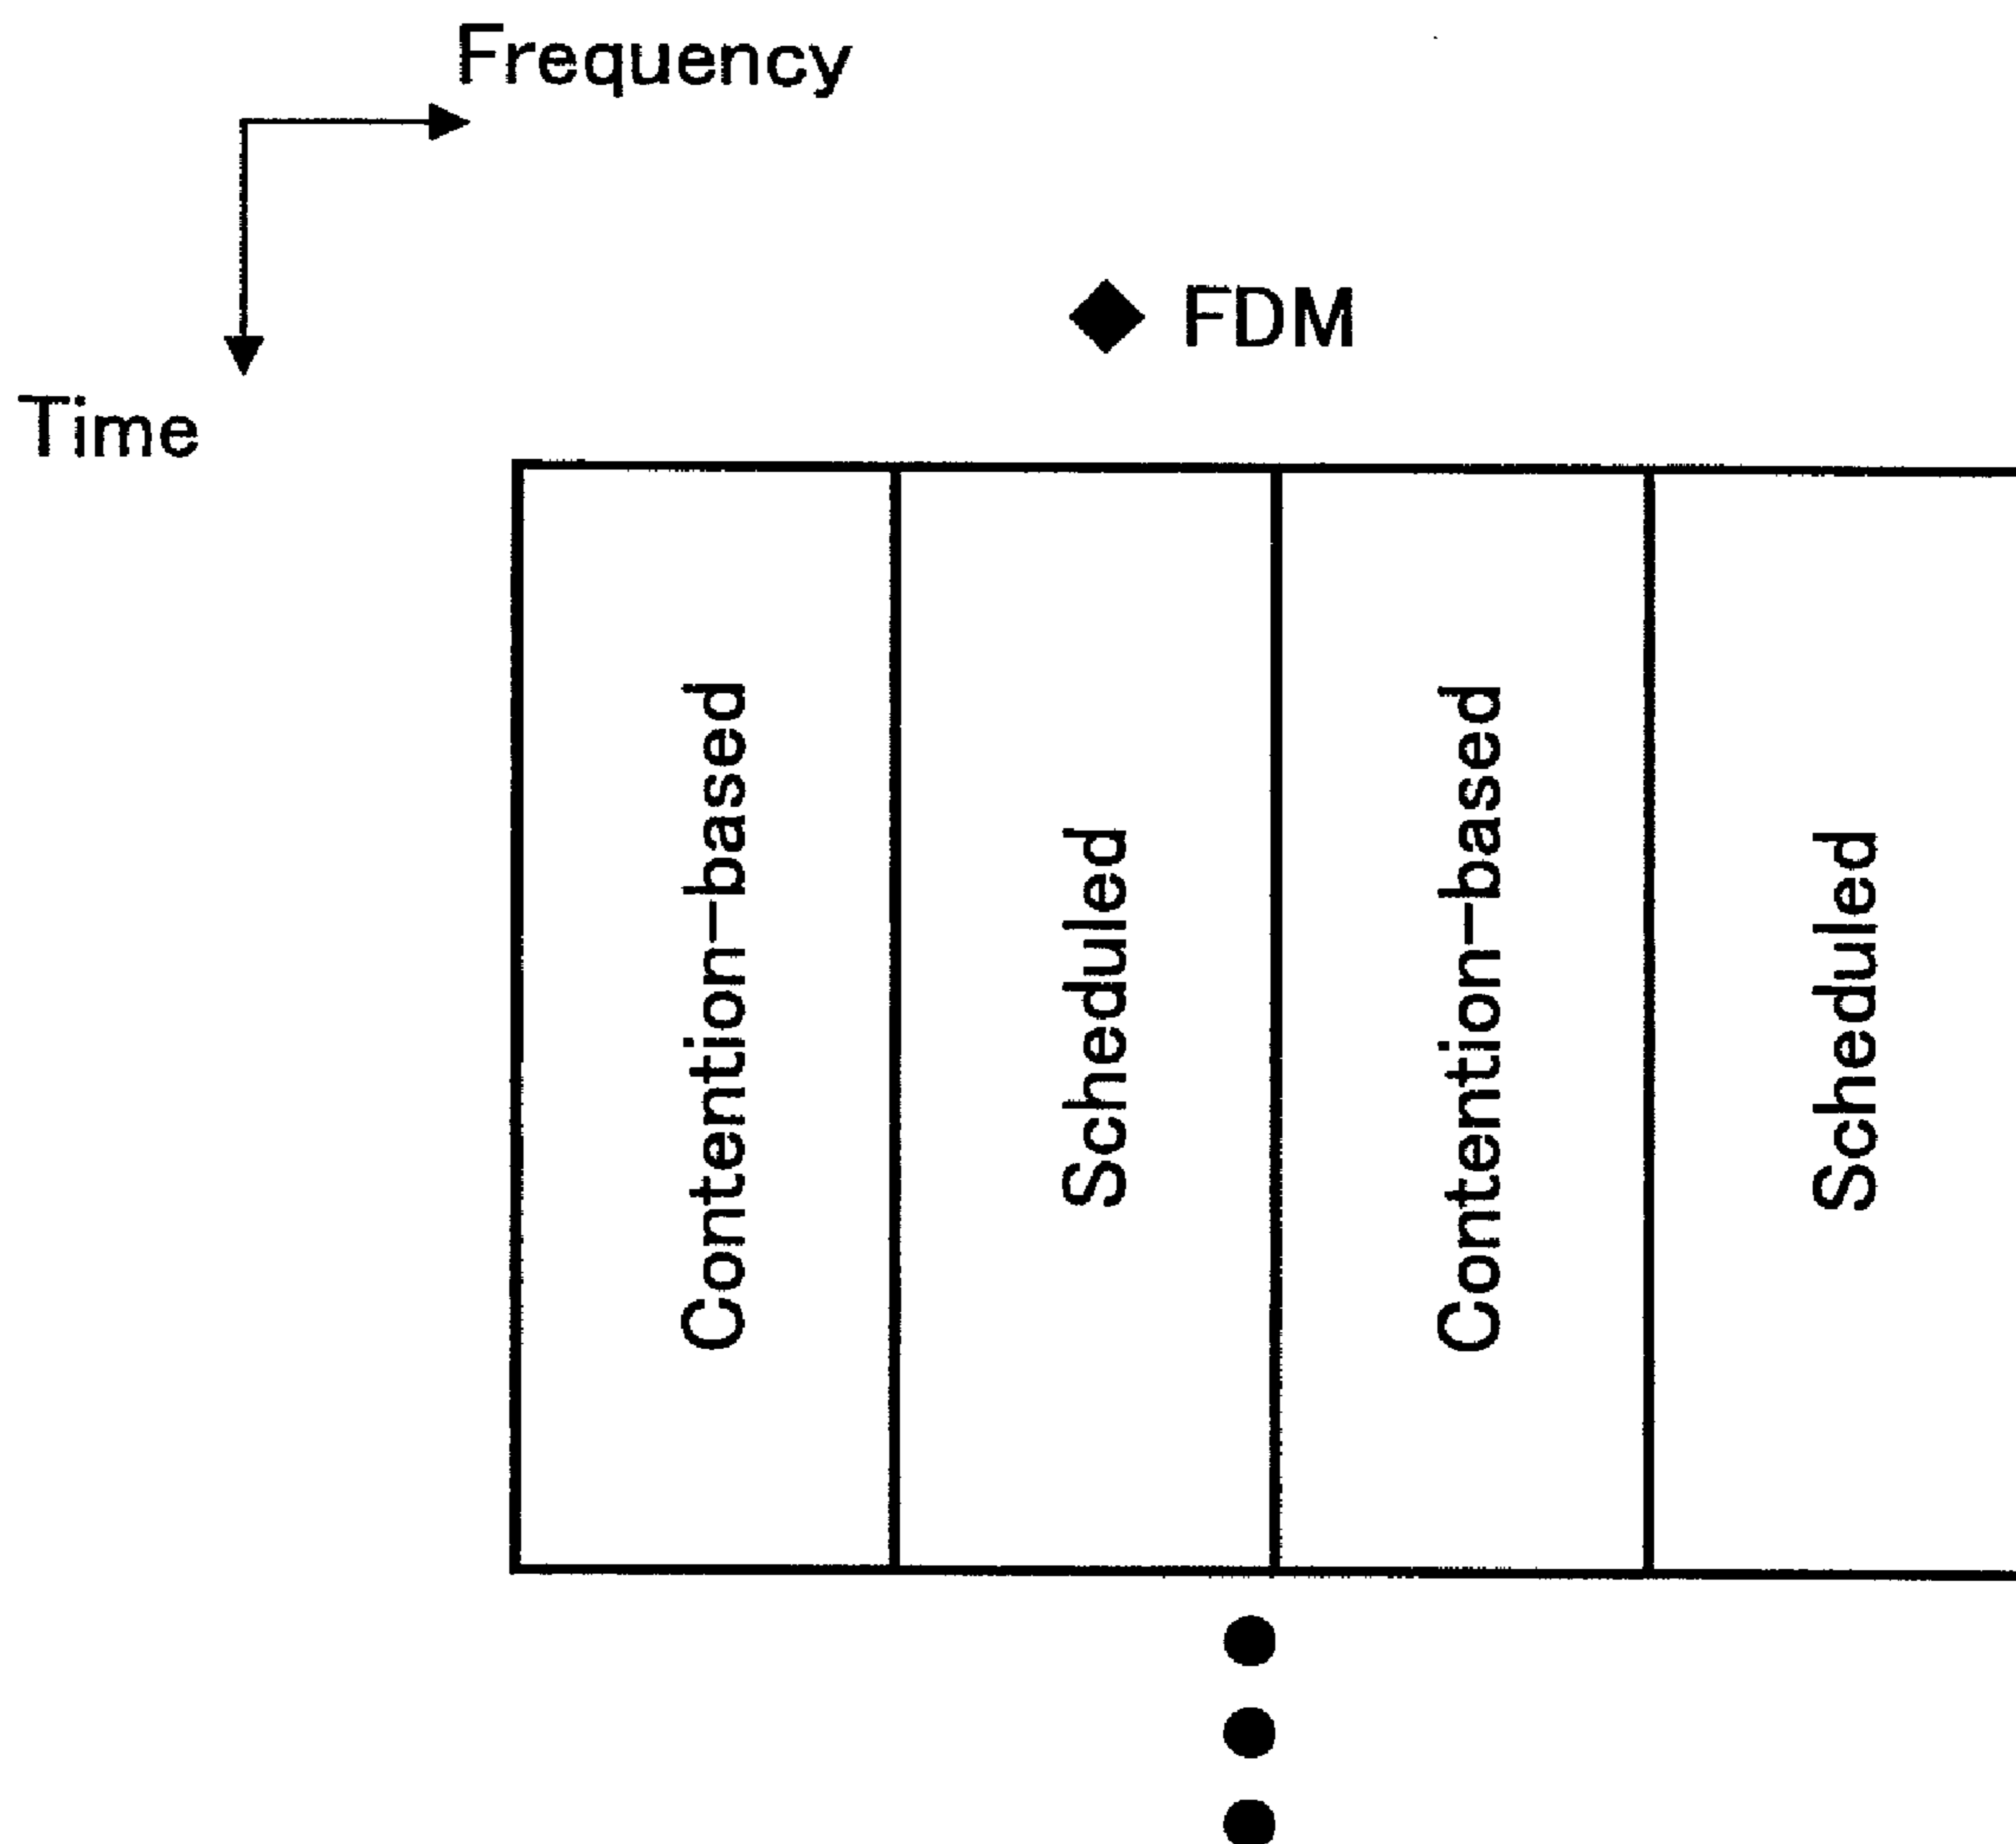 Frequency
Time
◆ FDM
Contention-based
Scheduled
Contention-based
Scheduled